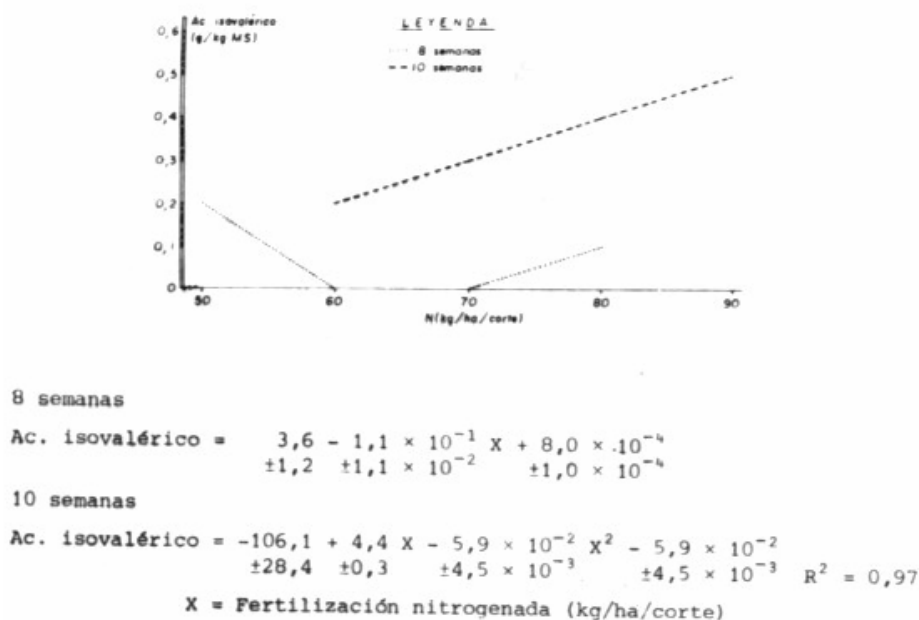 Ac. isovalérico
(g/kg MS)
LEYENDA
8 semanas
10 semanas
0,6
0,5
0,4
0,3
0,2
0,1
0
50 60 70 80 90
N(kg/ha/corte)
8 semanas
Ac. isovalérico = 3,6 - 1,1 × 10⁻¹ X + 8,0 × 10⁻⁴
±1,2 ±1,1 × 10⁻² ±1,0 × 10⁻⁴
10 semanas
Ac. isovalérico = -106,1 + 4,4 X - 5,9 × 10⁻² X² - 5,9 × 10⁻²
±28,4 ±0,3 ±4,5 × 10⁻³ ±4,5 × 10⁻³ R² = 0,97
X = Fertilización nitrogenada (kg/ha/corte)